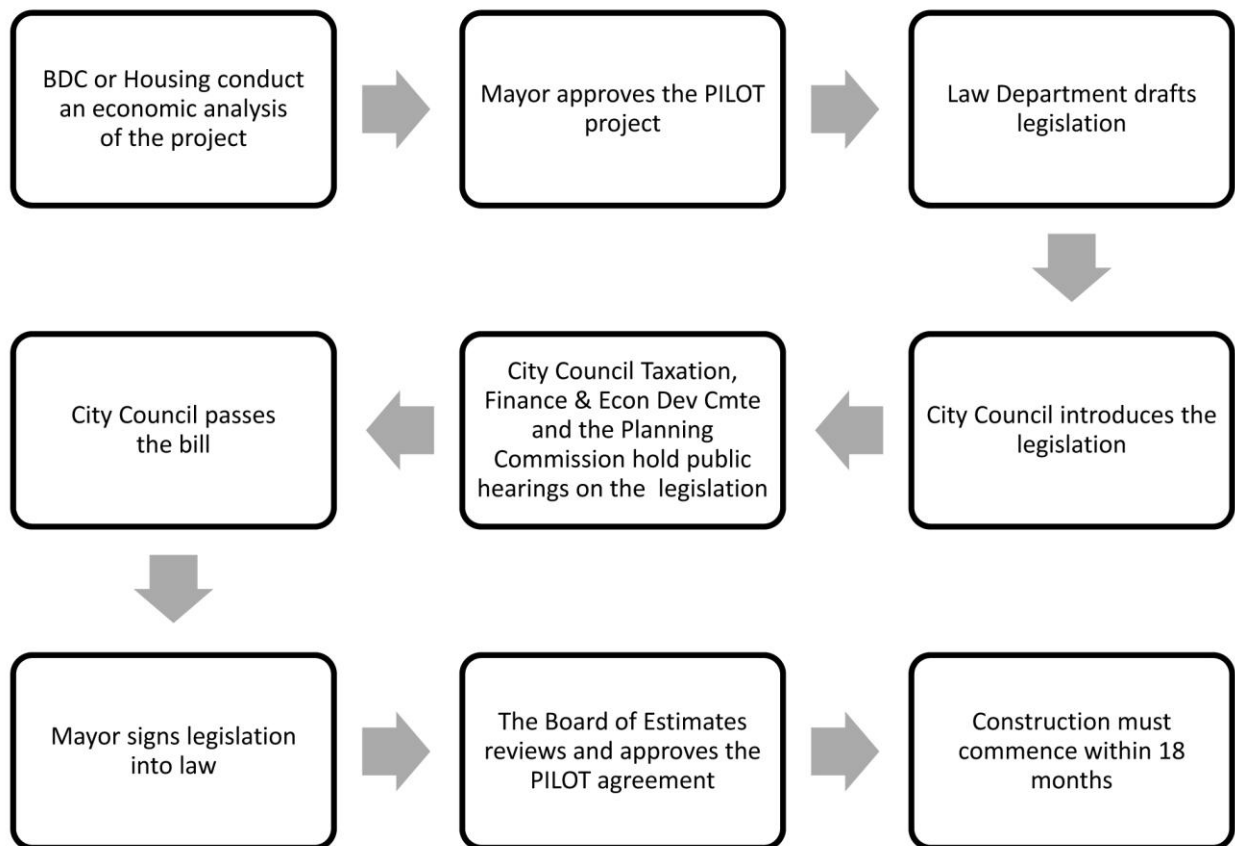 BDC or Housing conduct
an economic analysis
of the project
Mayor approves the PILOT
project
Law Department drafts
legislation
City Council introduces the
legislation
City Council Taxation,
Finance & Econ Dev Cmte
and the Planning
Commission hold public
hearings on the legislation
City Council passes
the bill
Mayor signs legislation
into law
The Board of Estimates
reviews and approves the
PILOT agreement
Construction must
commence within 18
months